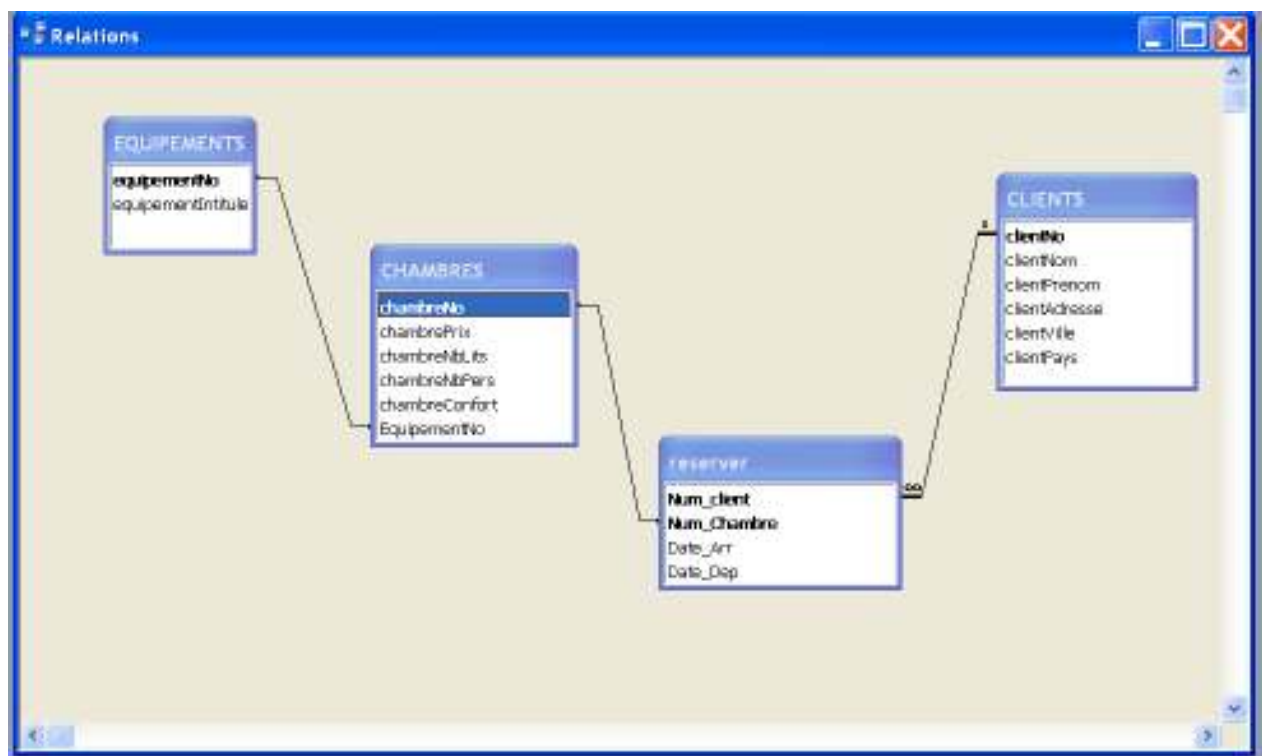 Relations
EQUIPEMENTS
equipementNo
equipementIntitule
CHAMBRES
chambreNo
chambrePrix
chambreNbLits
chambreNbPers
chambreConfort
EquipementNo
reserver
Num_client
Num_Chambre
Date_Arr
Date_Dep
CLIENTS
1
clientNo
clientNom
clientPrenom
clientAdresse
clientVille
clientPays
∞